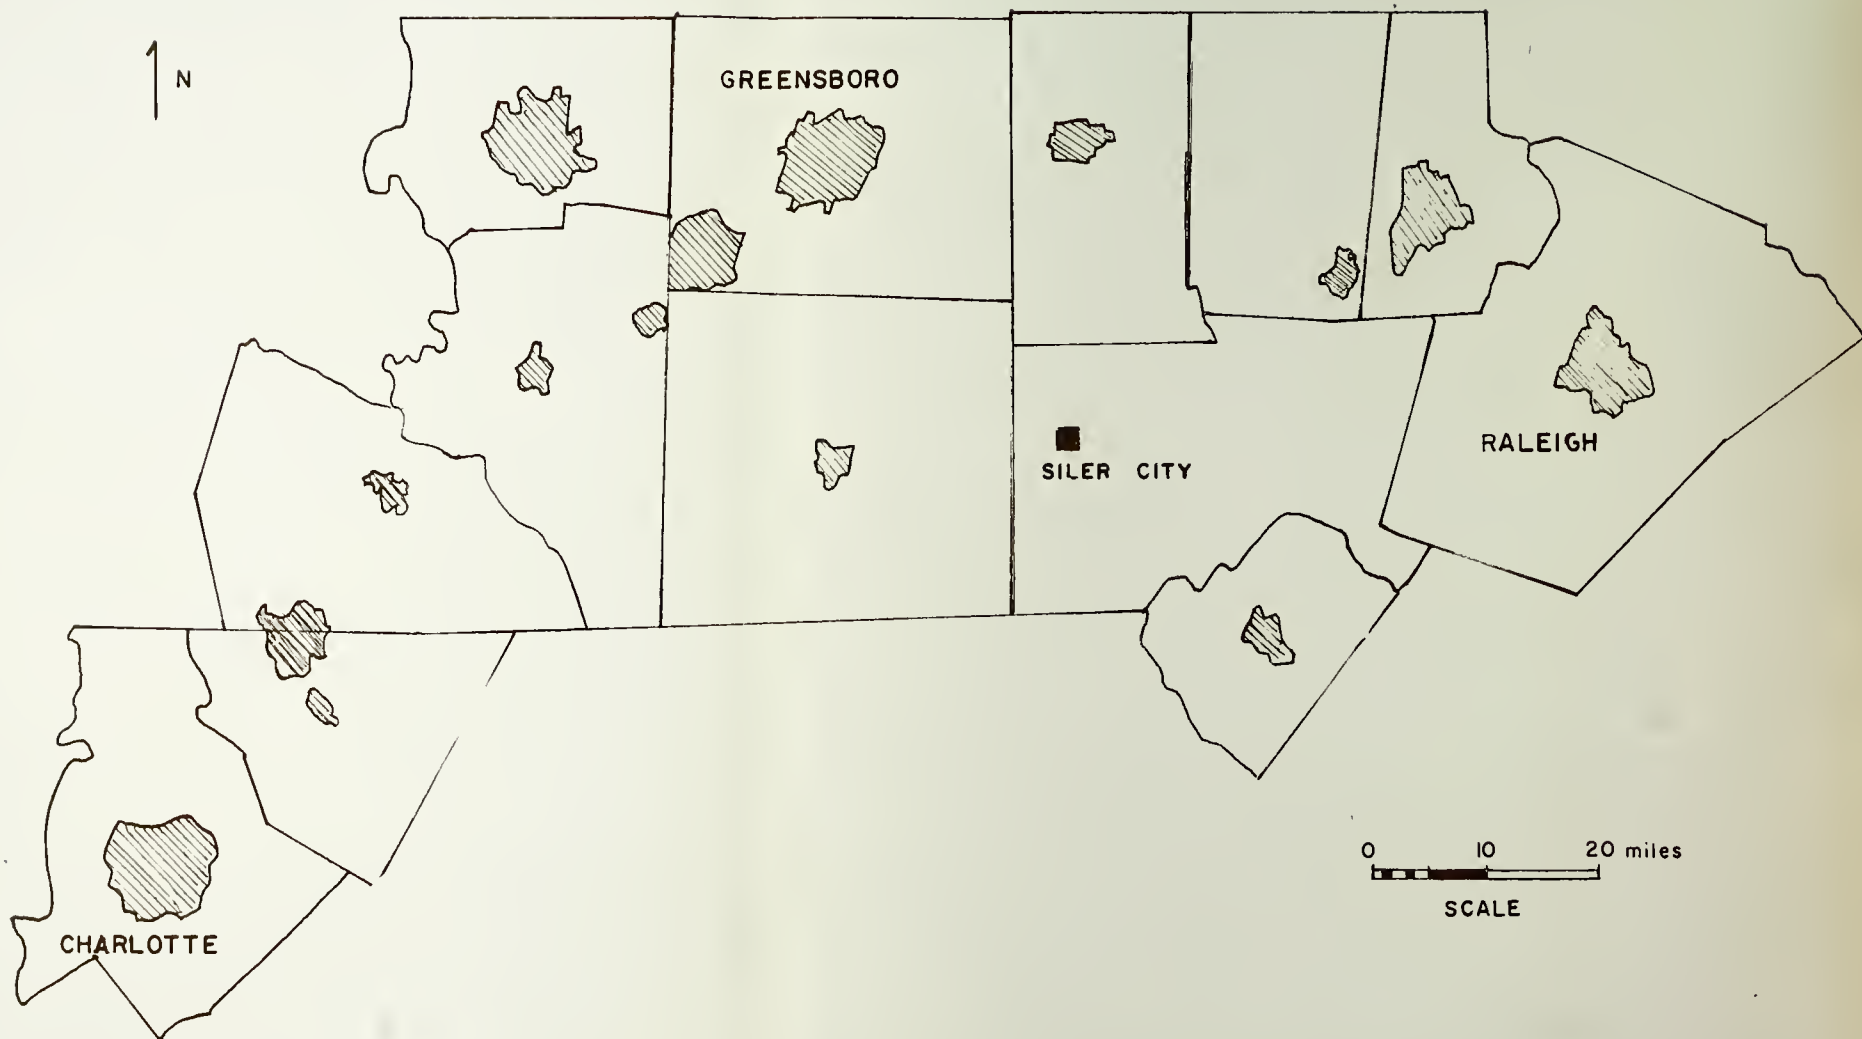 N
GREENSBORO
SILER CITY
RALEIGH
0 10 20 miles
SCALE
CHARLOTTE